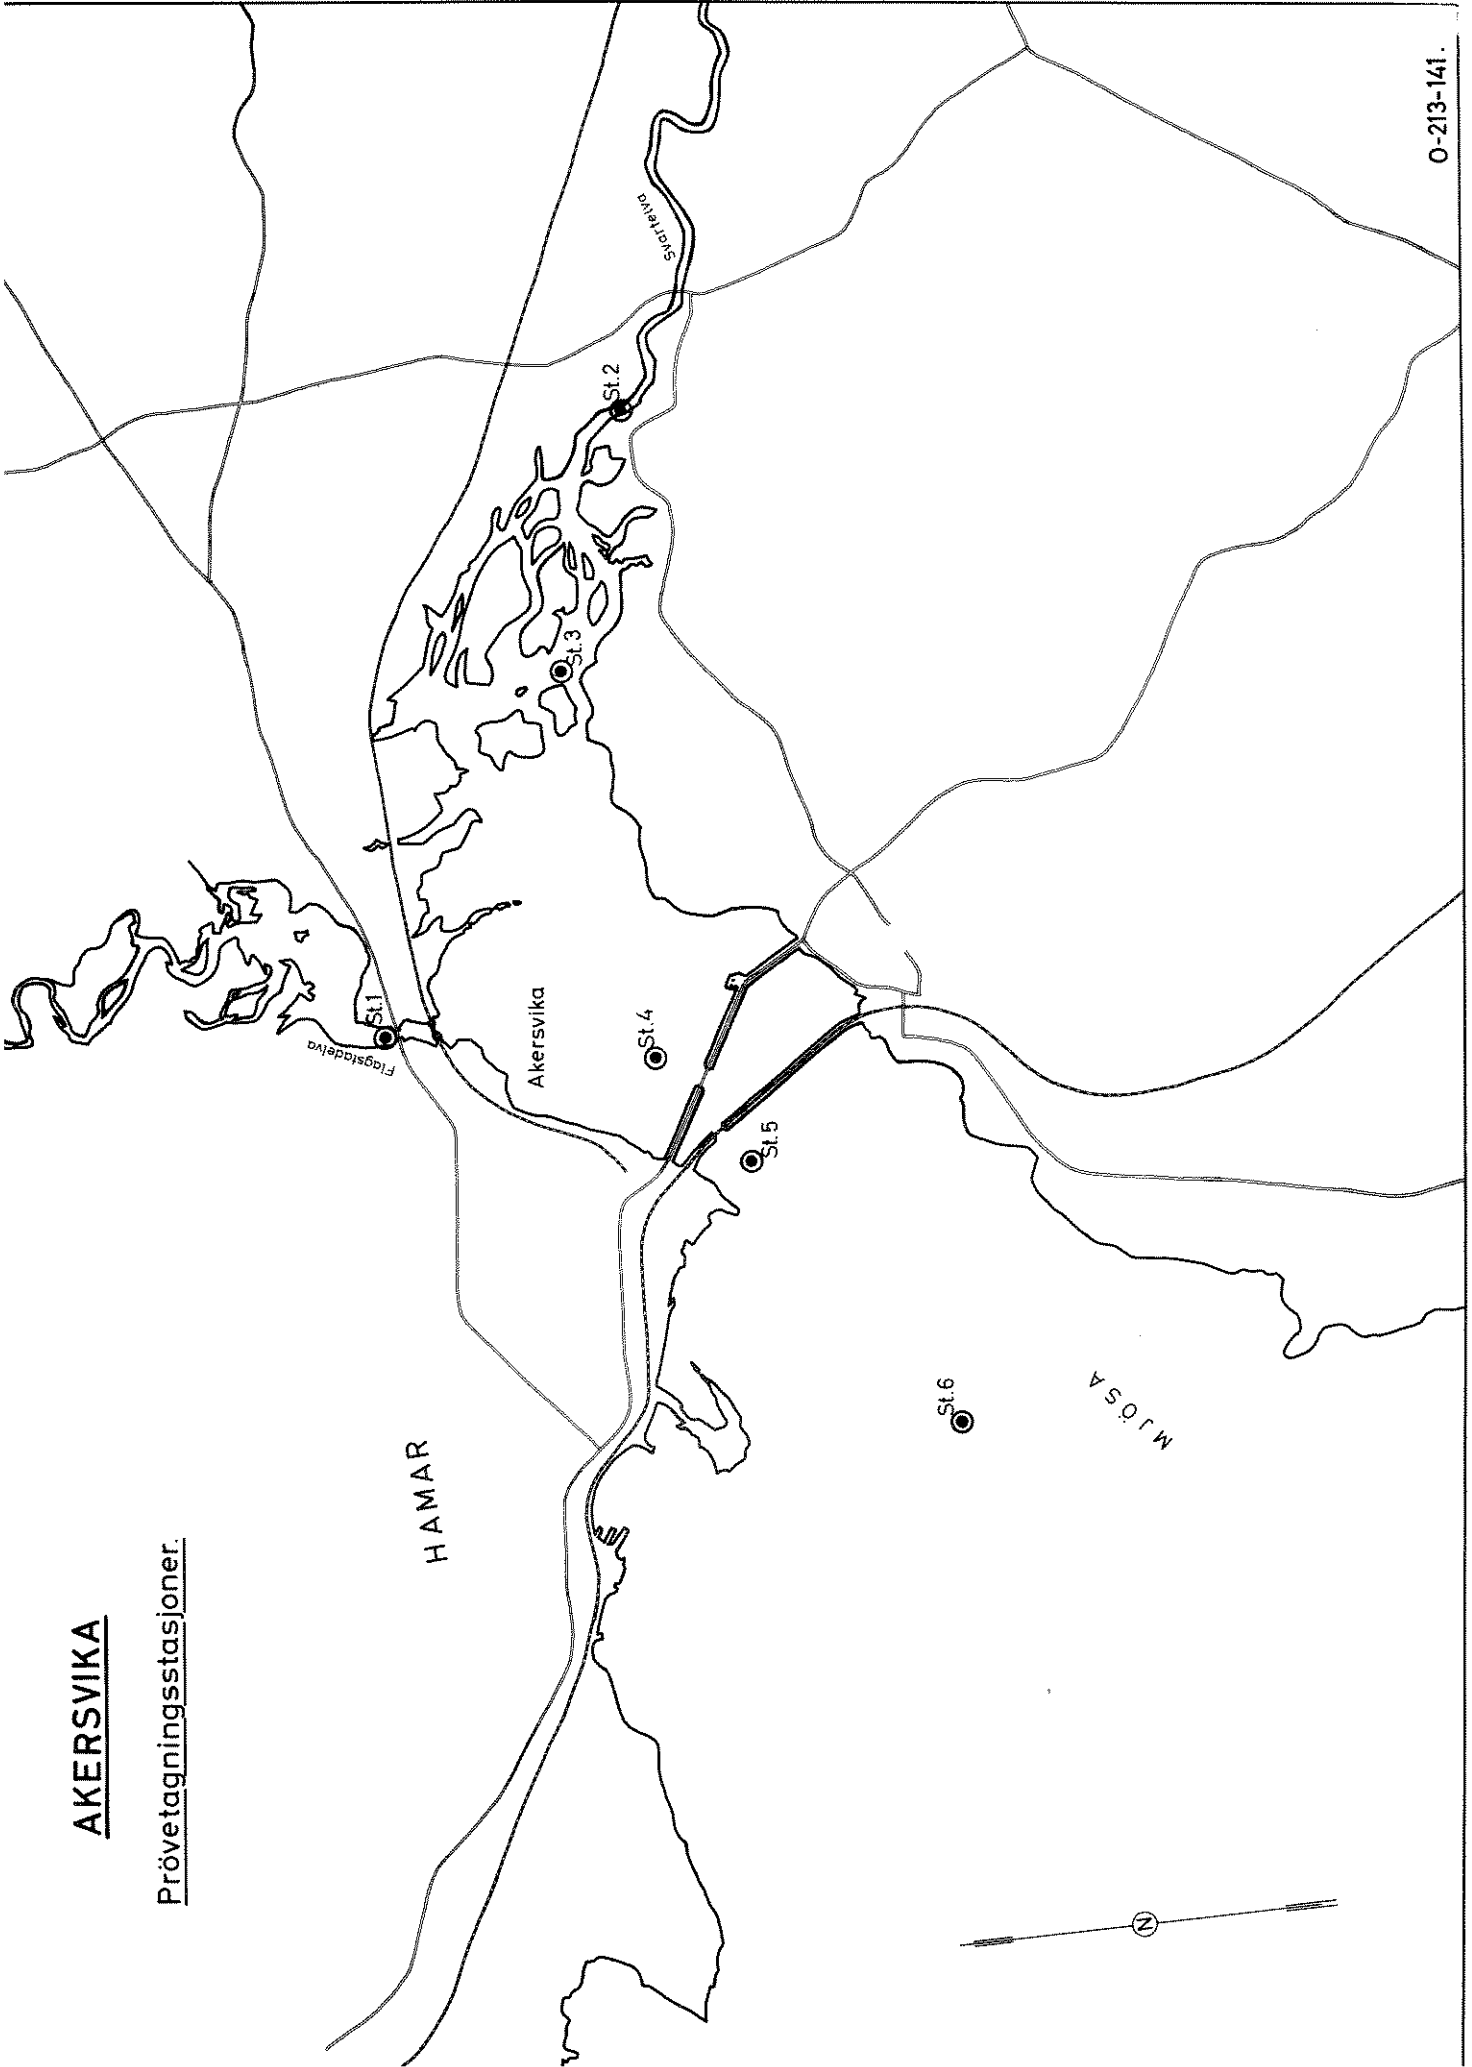 AKERSVIKA
Prövetagningsstasjoner.
HAMAR
Flagstadelva
St.1
Akersvika
St.4
St.5
St.3
St.2
Svartelva
St.6
MJÖSA
N
O-213-141.